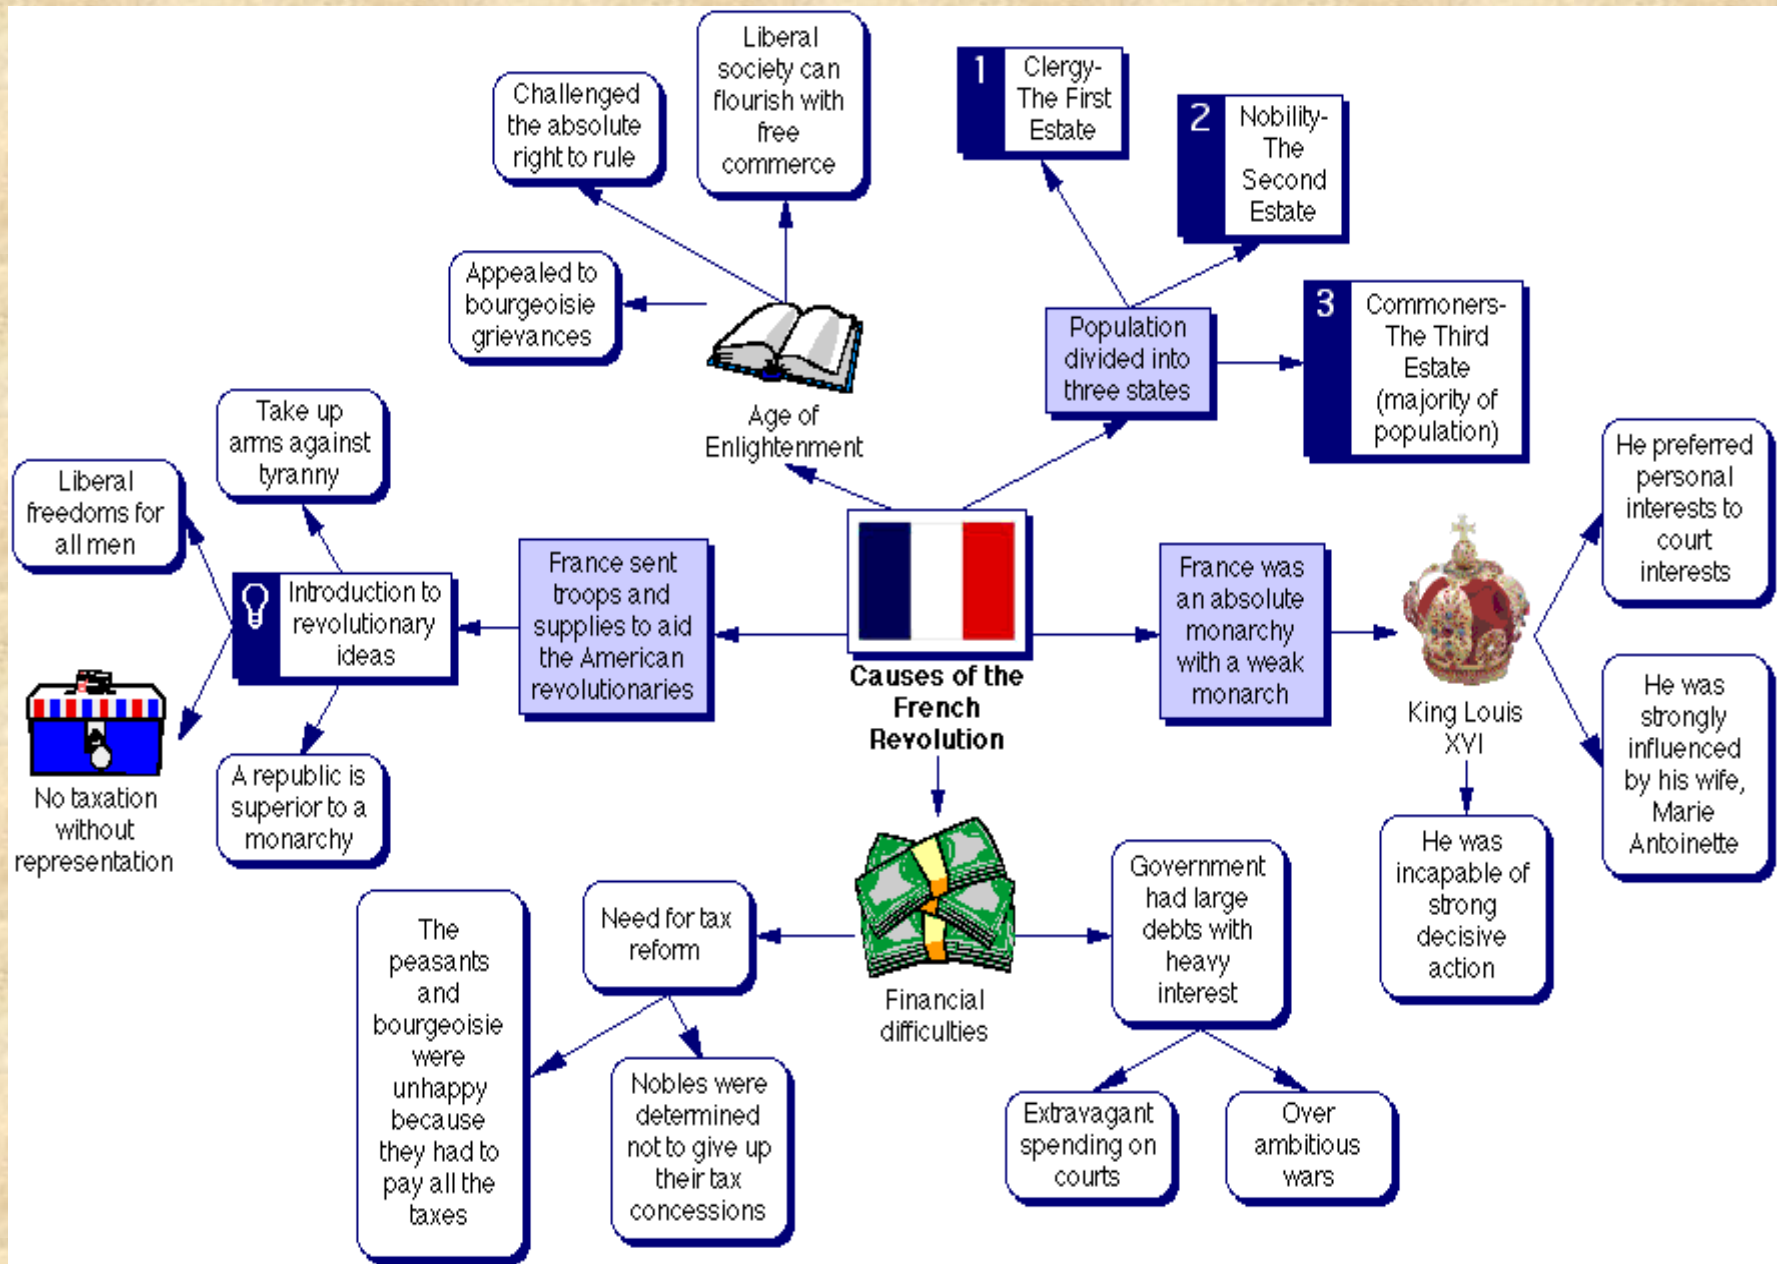 Liberal
society can
flourish with
free
commerce
Challenged
the absolute
right to rule
Appealed to
bourgeoisie
grievances
Age of
Enlightenment
1
Clergy-
The First
Estate
2
Nobility-
The
Second
Estate
3
Commoners-
The Third
Estate
(majority of
population)
Population
divided into
three states
Take up
arms against
tyranny
Liberal
freedoms for
all men
Introduction to
revolutionary
ideas
No taxation
without
representation
A republic is
superior to a
monarchy
France sent
troops and
supplies to aid
the American
revolutionaries
Causes of the
French
Revolution
France was
an absolute
monarchy
with a weak
monarch
King Louis
XVI
He preferred
personal
interests to
court
interests
He was
strongly
influenced
by his wife,
Marie
Antoinette
He was
incapable of
strong
decisive
action
Financial
difficulties
Need for tax
reform
The
peasants
and
bourgeoisie
were
unhappy
because
they had to
pay all the
taxes
Nobles were
determined
not to give up
their tax
concessions
Government
had large
debts with
heavy
interest
Extravagant
spending on
courts
Over
ambitious
wars